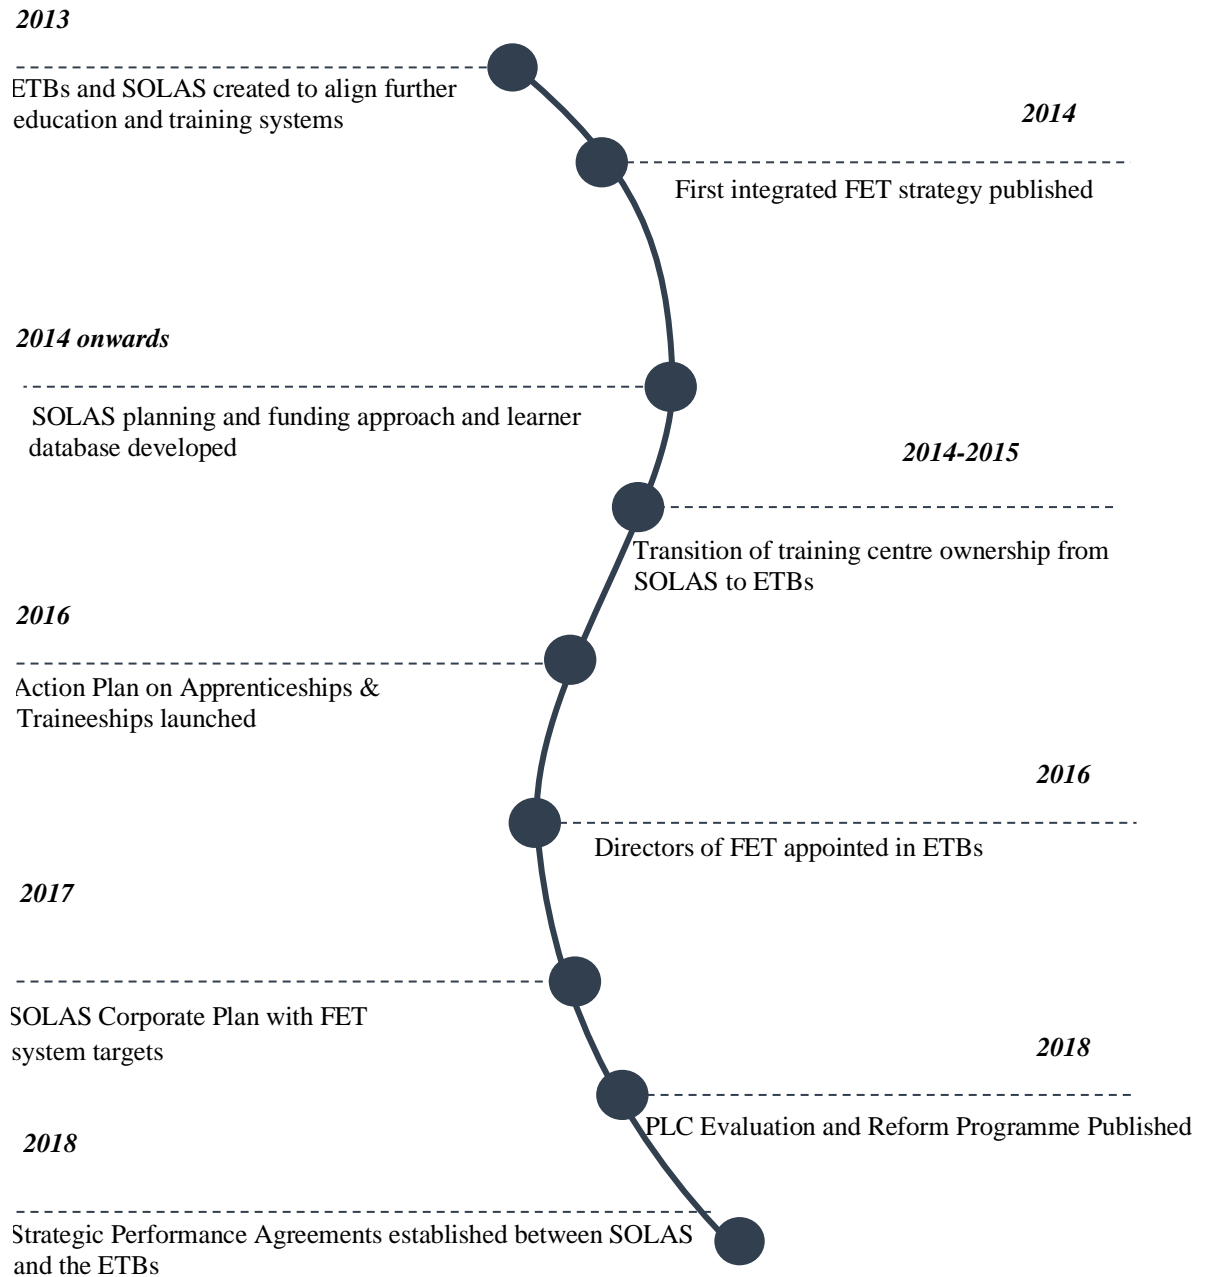 2013
ETBs and SOLAS created to align further
education and training systems
2014
First integrated FET strategy published
2014 onwards
SOLAS planning and funding approach and learner
database developed
2014-2015
Transition of training centre ownership from
SOLAS to ETBs
2016
Action Plan on Apprenticeships &
Traineeships launched
2016
Directors of FET appointed in ETBs
2017
SOLAS Corporate Plan with FET
system targets
2018
PLC Evaluation and Reform Programme Published
2018
Strategic Performance Agreements established between SOLAS
and the ETBs